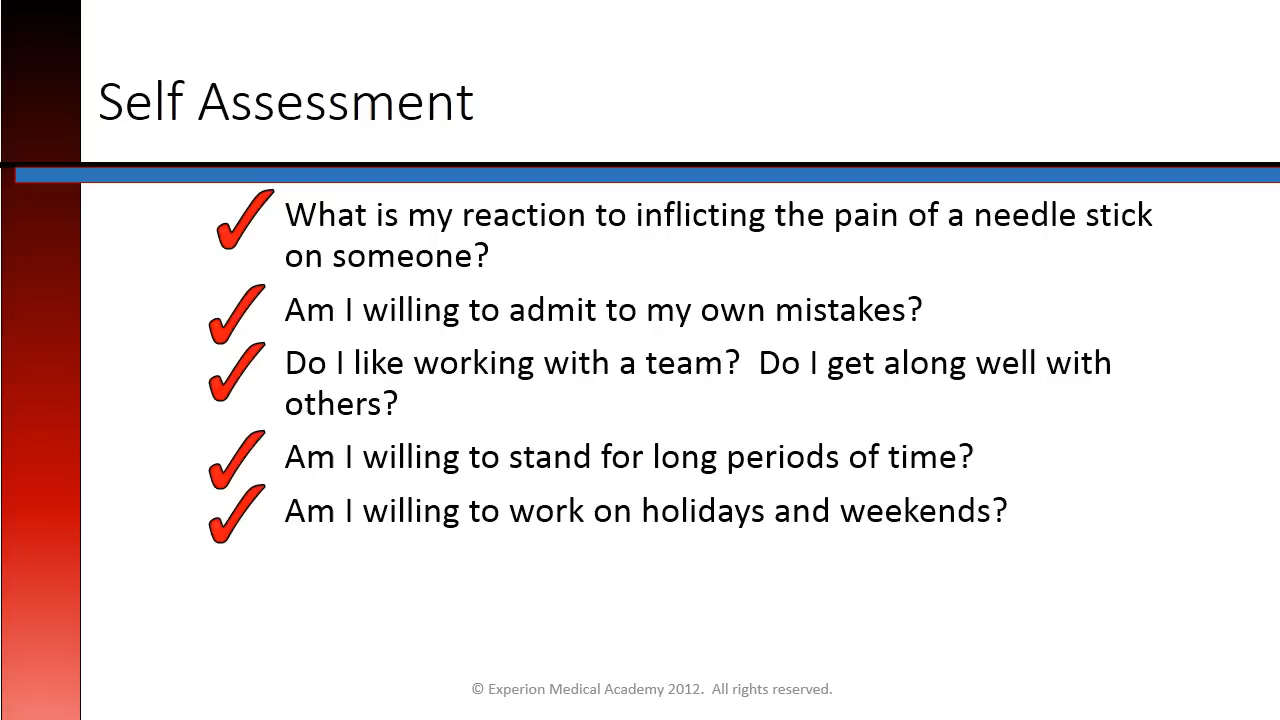 Self Assessment
What is my reaction to inflicting the pain of a needle stick
on someone?
Am I willing to admit to my own mistakes?
Do I like working with a team?  Do I get along well with
others?
Am I willing to stand for long periods of time?
Am I willing to work on holidays and weekends?
© Experion Medical Academy 2012.  All rights reserved.